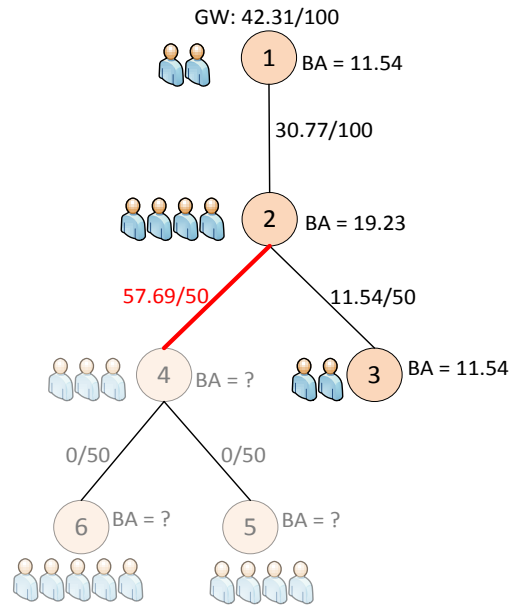 GW: 42.31/100
1
BA = 11.54
30.77/100
2
BA = 19.23
57.69/50
11.54/50
4
BA = ?
3
BA = 11.54
0/50
0/50
6
BA = ?
5
BA = ?